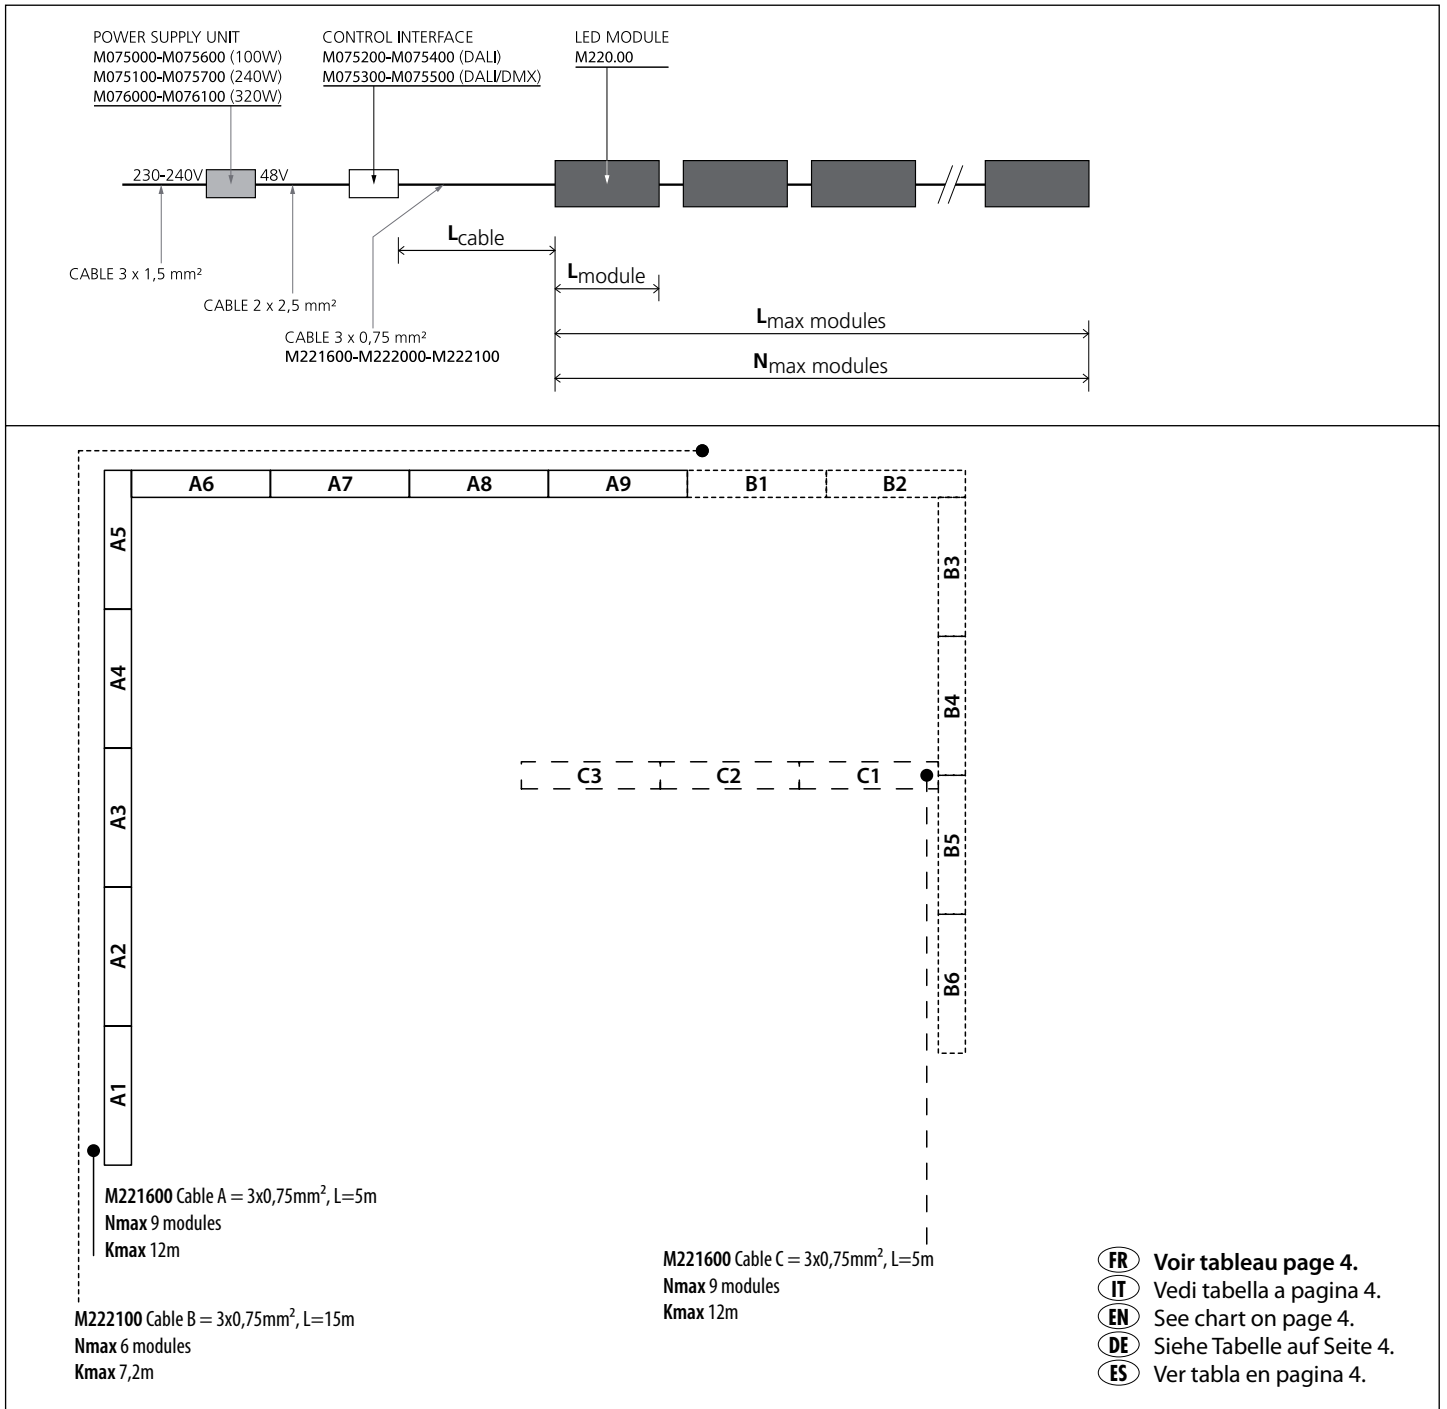 POWER SUPPLY UNIT
M075000-M075600 (100W)
M075100-M075700 (240W)
M076000-M076100 (320W)
CONTROL INTERFACE
M075200-M075400 (DALI)
M075300-M075500 (DALI/DMX)
LED MODULE
M220.00
230-240V
48V
Lcable
CABLE 3 x 1,5 mm²
Lmodule
CABLE 2 x 2,5 mm²
Lmax modules
CABLE 3 x 0,75 mm²
M221600-M222000-M222100
Nmax modules
A6 A7 A8 A9 B1 B2
A5
B3
A4
B4
C3 C2 C1
A3
B5
A2
B6
A1
M221600 Cable A = 3x0,75mm², L=5m
Nmax 9 modules
Kmax 12m
M222100 Cable B = 3x0,75mm², L=15m
Nmax 6 modules
Kmax 7,2m
M221600 Cable C = 3x0,75mm², L=5m
Nmax 9 modules
Kmax 12m
FR Voir tableau page 4.
IT Vedi tabella a pagina 4.
EN See chart on page 4.
DE Siehe Tabelle auf Seite 4.
ES Ver tabla en pagina 4.